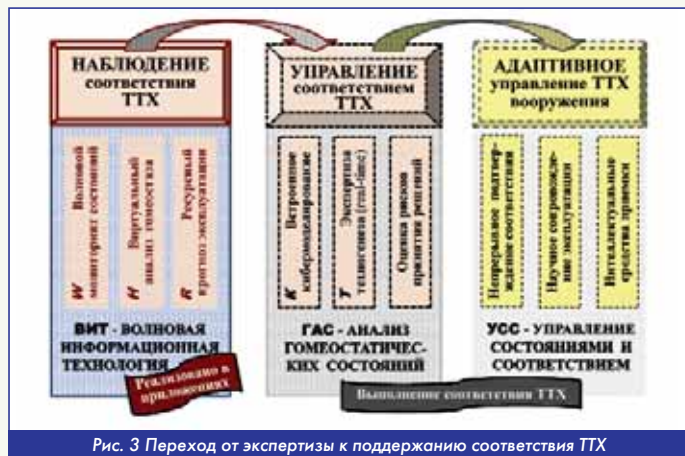 НАБЛЮДЕНИЕ
соответствия
ТТХ
УПРАВЛЕНИЕ
соответствием
ТТХ
АДАПТИВНОЕ
управление ТТХ
вооружения
W Волновой
мониторинг состояний
H Виртуальный
анализ гомеостаза
R Ресурсный
прогноз эксплуатации
K Встроенное
кибермоделирование
T Экспертиза
техногенеза (real-time)
Оценка рисков
принятия решений
Непрерывное подтверж-
дение соответствия
Научное сопровожде-
ние эксплуатации
Интеллектуальные
средства приемки
ВИТ - ВОЛНОВАЯ
ИНФОРМАЦИОННАЯ
ТЕХНОЛОГИЯ
ГАС - АНАЛИЗ
ГОМЕОСТАТИЧЕС-
КИХ СОСТОЯНИЙ
УСС - УПРАВЛЕНИЕ
СОСТОЯНИЯМИ И
СООТВЕТСТВИЕМ
Реализовано в
приложениях
Выполнение соответствия ТТХ
Рис. 3 Переход от экспертизы к поддержанию соответствия ТТХ